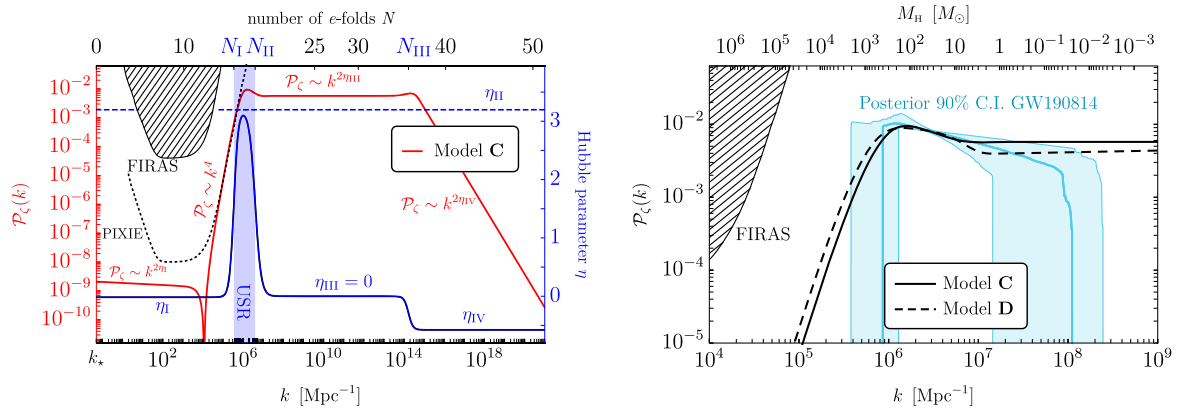 number of e-folds N
0 12 N_I N_II 25 33 N_III 40 50
10^{-2}
10^{-3}
10^{-4}
10^{-5}
10^{-6}
10^{-7}
10^{-8}
10^{-9}
10^{-10}
P_ζ(k)
P_ζ ∼ k^{2η_III}
η_II
Model C
FIRAS
P_ζ ∼ k^4
PIXIE
P_ζ ∼ k^{2η_IV}
P_ζ ∼ k^{2η_I}
η_I
USR
η_III = 0
η_IV
3
2
1
0
Hubble parameter η
k_⋆ 10^2 10^6 10^{10} 10^{14} 10^{18}
k [Mpc^{-1}]
M_H [M_⊙]
10^6 10^5 10^4 10^3 10^2 10 1 10^{-1} 10^{-2} 10^{-3}
Posterior 90% C.I. GW190814
10^{-2}
10^{-3}
10^{-4}
10^{-5}
P_ζ(k)
FIRAS
Model C
Model D
10^4 10^5 10^6 10^7 10^8 10^9
k [Mpc^{-1}]